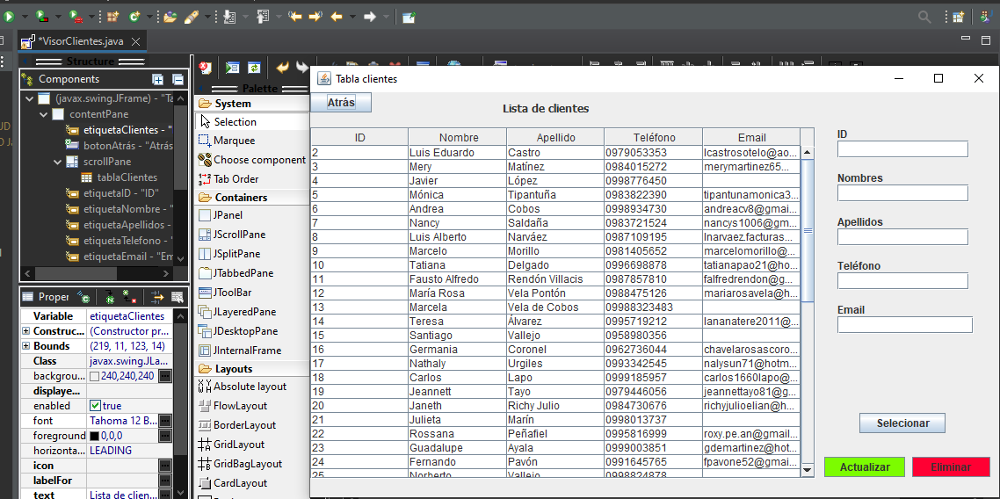 *VisorClientes.java
Structure
Components
(javax.swingJFrame) - "Ta
contentPane
etiquetaClientes - "
botonAtrás - "Atrás
scrollPane
tablaClientes
etiquetaID - "ID"
etiquetaNombre -
etiquetaApellidos -
etiquetaTelefono -
etiquetaEmail - "Em
Proper
Variable etiquetaClientes
Construc... (Constructor pr...
Bounds (219, 11, 123, 14)
Class javax.swing.JLa...
backgrou... 240,240,240
displaye...
enabled true
font Tahoma 12 B...
foreground 0,0,0
horizonta... LEADING
icon
labelFor
text Lista de clien...
Palette
System
Selection
Marquee
Choose component
Tab Order
Containers
JPanel
JScrollPane
JSplitPane
JTabbedPane
JToolBar
JLayeredPane
JDesktopPane
JInternalFrame
Layouts
Absolute layout
FlowLayout
BorderLayout
GridLayout
GridBagLayout
CardLayout
Tabla clientes
Atrás
Lista de clientes
ID Nombre Apellido Teléfono Email
2 Luis Eduardo Castro 0979053353 lcastrosotelo@ao...
3 Mery Matínez 0984015272 merymartinez65...
4 Javier López 0998776450
5 Mónica Tipantuña 0983822390 tipantunamonica3...
6 Andrea Cobos 0998934730 andreacv8@gmai...
7 Nancy Saldaña 0983721524 nancys1006@gm...
8 Luis Alberto Narváez 0987109195 lnarvaez.facturas...
9 Marcelo Morillo 0981405652 marcelomorillo@...
10 Tatiana Delgado 0996698878 tatianapao21@ho...
11 Fausto Alfredo Rendón Villacis 0987857810 falfredrendon@g...
12 María Rosa Vela Pontón 0988475126 mariarosavela@h...
13 Marcela Vela de Cobos 09988323483
14 Teresa Álvarez 0995719212 lananatere2011@...
15 Santiago Vallejo 0958980356
16 Germania Coronel 0962736044 chavelarosascoro...
17 Nathaly Urgiles 0993342545 nalysun71@hotm...
18 Carlos Lapo 0999185957 carlos1660lapo@...
19 Jeannett Tayo 0979446056 jeannettayo81@g...
20 Janeth Richy Julio 0984730676 richyjulioelian@h...
21 Julieta Marín 0998013737
22 Rossana Peñafiel 0995816999 roxy.pe.an@gmail...
23 Guadalupe Ayala 0999003851 gdemartinez@hot...
24 Fernando Pavón 0991645765 fpavone52@gmai...
25 Norberto Vallejo 0998824878
ID
Nombres
Apellidos
Teléfono
Email
Selecionar
Actualizar Eliminar